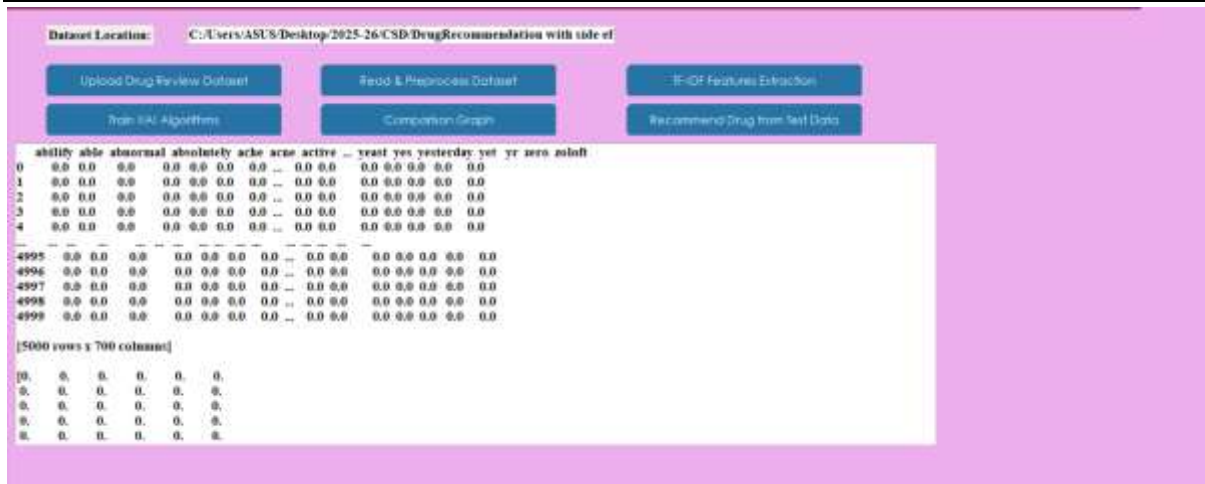 Dataset Location: C:/Users/ASUS/Desktop/2025-26/CSD/DrugRecommendation with side ef
Upload Drug Review Dataset Read & Preprocess Dataset TF-IDF Features Extraction
Train Algorithms Comparison Graph Recommend Drug from Test Data
abilify able abnormal absolutely ache acne active ... yeast yes yesterday yet yr zero zoloft
0 0.0 0.0 0.0 0.0 0.0 0.0 0.0 ... 0.0 0.0 0.0 0.0 0.0 0.0 0.0
1 0.0 0.0 0.0 0.0 0.0 0.0 0.0 ... 0.0 0.0 0.0 0.0 0.0 0.0 0.0
2 0.0 0.0 0.0 0.0 0.0 0.0 0.0 ... 0.0 0.0 0.0 0.0 0.0 0.0 0.0
3 0.0 0.0 0.0 0.0 0.0 0.0 0.0 ... 0.0 0.0 0.0 0.0 0.0 0.0 0.0
4 0.0 0.0 0.0 0.0 0.0 0.0 0.0 ... 0.0 0.0 0.0 0.0 0.0 0.0 0.0
... ... ... ... ... ... ... ... ... ... ... ... ...
4995 0.0 0.0 0.0 0.0 0.0 0.0 0.0 ... 0.0 0.0 0.0 0.0 0.0 0.0 0.0
4996 0.0 0.0 0.0 0.0 0.0 0.0 0.0 ... 0.0 0.0 0.0 0.0 0.0 0.0 0.0
4997 0.0 0.0 0.0 0.0 0.0 0.0 0.0 ... 0.0 0.0 0.0 0.0 0.0 0.0 0.0
4998 0.0 0.0 0.0 0.0 0.0 0.0 0.0 ... 0.0 0.0 0.0 0.0 0.0 0.0 0.0
4999 0.0 0.0 0.0 0.0 0.0 0.0 0.0 ... 0.0 0.0 0.0 0.0 0.0 0.0 0.0
[5000 rows x 700 columns]
[0. 0. 0. 0. 0. 0.
0. 0. 0. 0. 0. 0.
0. 0. 0. 0. 0. 0.
0. 0. 0. 0. 0. 0.
0. 0. 0. 0. 0. 0.